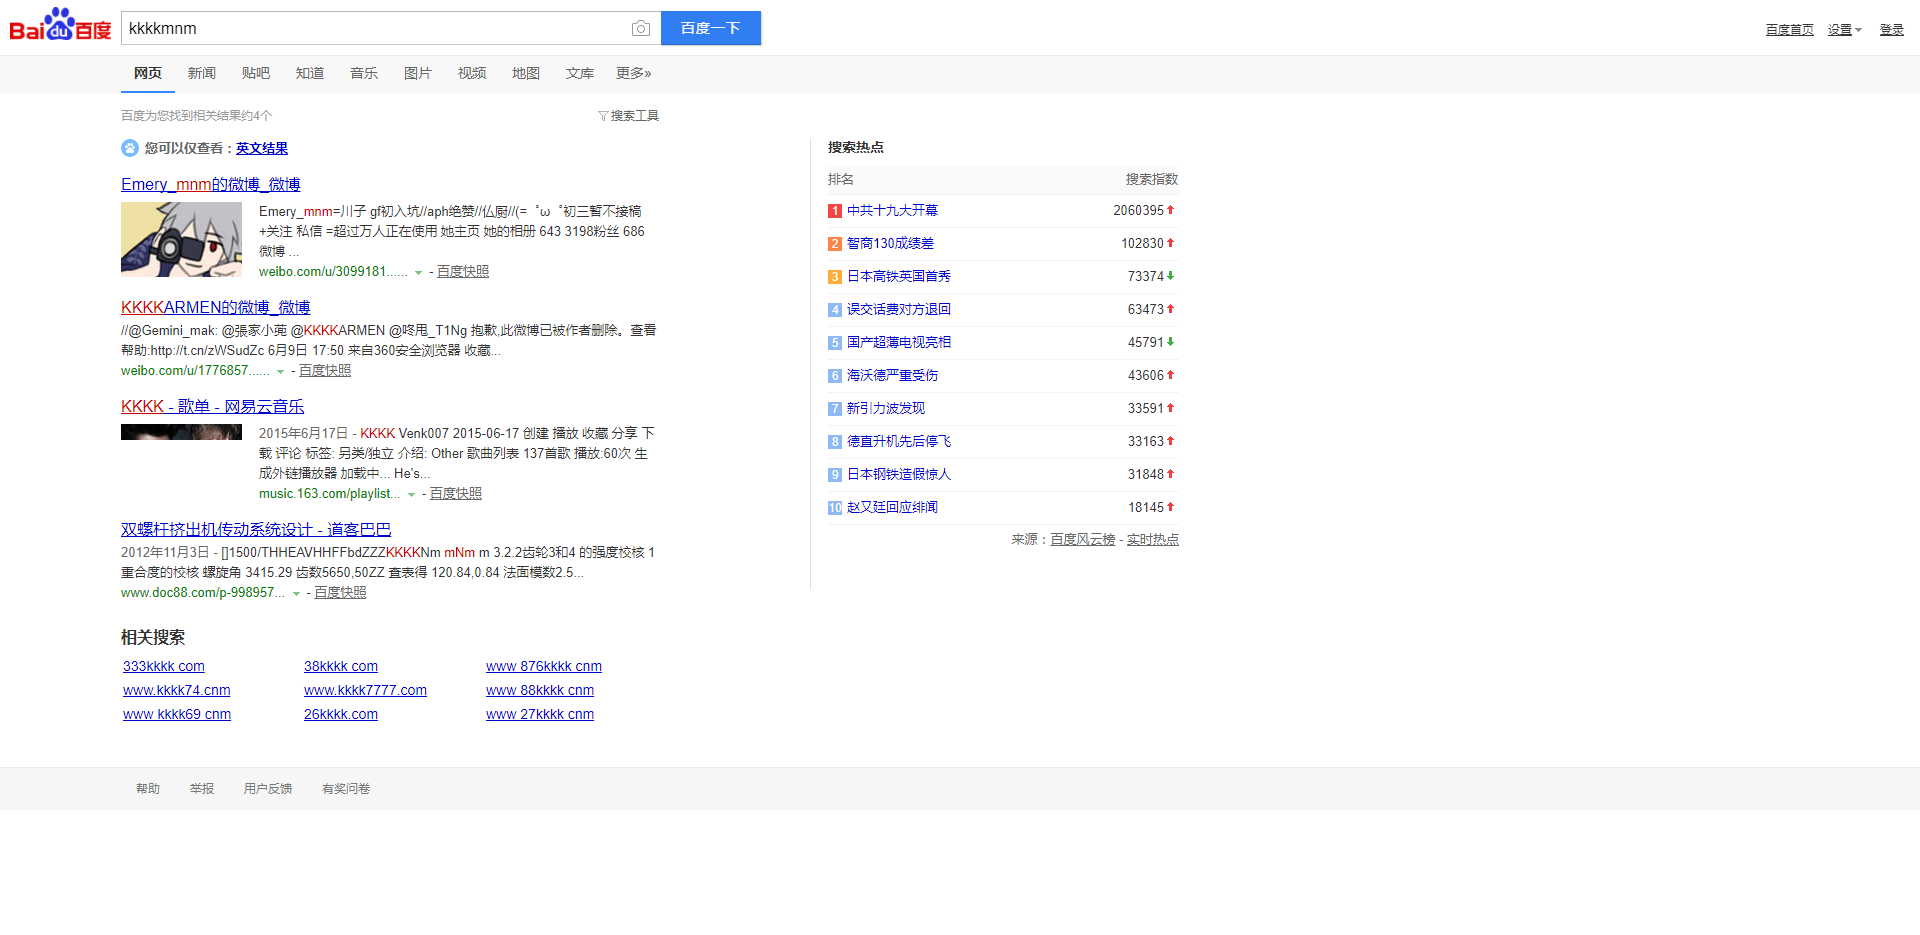 Bai du 百度
kkkkmnm
百度一下
百度首页 设置 登录
网页 新闻 贴吧 知道 音乐 图片 视频 地图 文库 更多»
百度为您找到相关结果约4个
搜索工具
您可以仅查看：英文结果
Emery_mnm的微博_微博
Emery_mnm=川子 gf初入坑//aph绝赞//仏厨//(=゜ω゜初三暂不接稿
+关注 私信 =超过万人正在使用 她主页 她的相册 643 3198粉丝 686
微博 ...
weibo.com/u/3099181...... - 百度快照
KKKKARMEN的微博_微博
//@Gemini_mak: @張家小苑 @KKKKARMEN @咚甩_T1Ng 抱歉,此微博已被作者删除。查看
帮助:http://t.cn/zWSudZc 6月9日 17:50 来自360安全浏览器 收藏...
weibo.com/u/1776857...... - 百度快照
KKKK - 歌单 - 网易云音乐
2015年6月17日 - KKKK Venk007 2015-06-17 创建 播放 收藏 分享 下
载 评论 标签: 另类/独立 介绍: Other 歌曲列表 137首歌 播放:60次 生
成外链播放器 加载中... He's...
music.163.com/playlist... - 百度快照
双螺杆挤出机传动系统设计 - 道客巴巴
2012年11月3日 - []1500/THHEAVHHFFbdZZZKKKKNm mNm m 3.2.2齿轮3和4 的强度校核 1
重合度的校核 螺旋角 3415.29 齿数5650,50ZZ 查表得 120.84,0.84 法面模数2.5...
www.doc88.com/p-998957... - 百度快照
相关搜索
333kkkk com 38kkkk com www 876kkkk cnm
www.kkkk74.cnm www.kkkk7777.com www 88kkkk cnm
www kkkk69 cnm 26kkkk.com www 27kkkk cnm
搜索热点
排名 搜索指数
1 中共十九大开幕 2060395
2 智商130成绩差 102830
3 日本高铁英国首秀 73374
4 误交话费对方退回 63473
5 国产超薄电视亮相 45791
6 海沃德严重受伤 43606
7 新引力波发现 33591
8 德直升机先后停飞 33163
9 日本钢铁造假惊人 31848
10 赵又廷回应绯闻 18145
来源：百度风云榜 - 实时热点
帮助 举报 用户反馈 有奖问卷